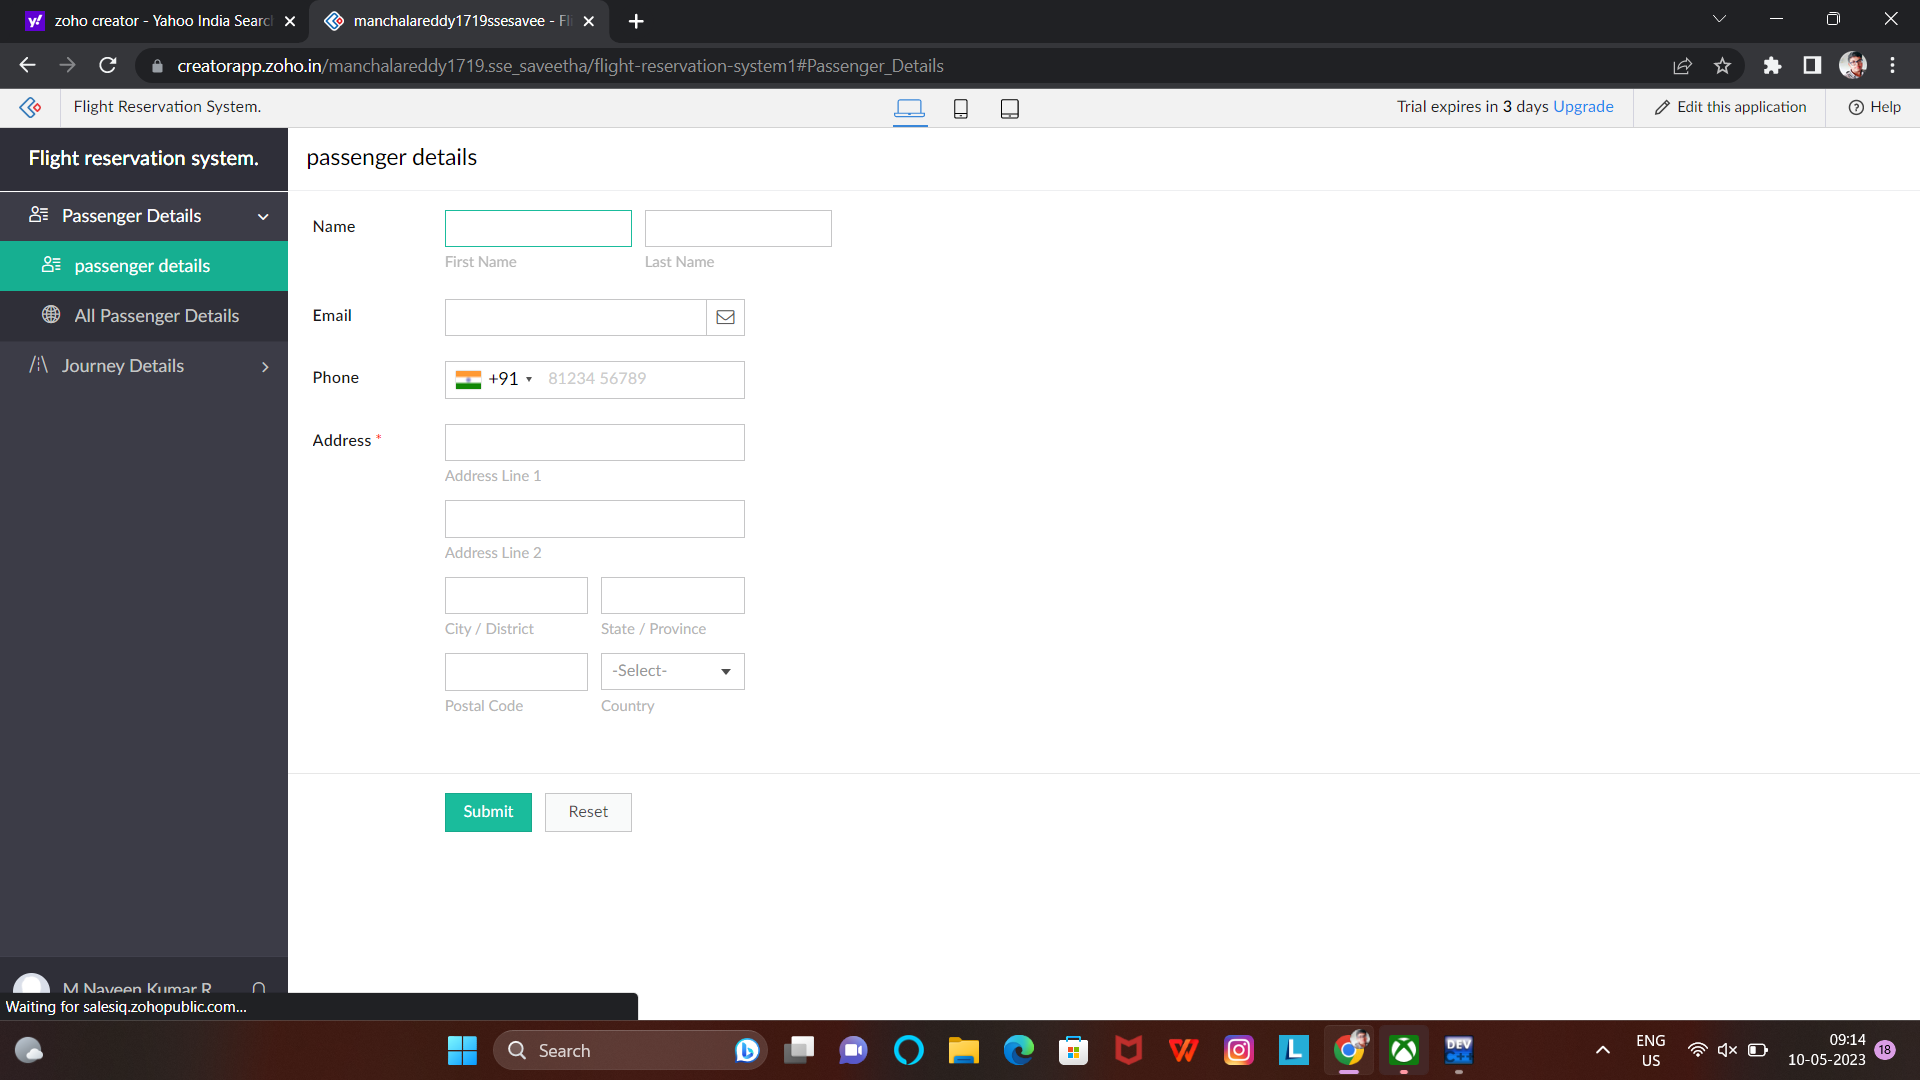 zoho creator - Yahoo India Searc
manchalareddy1719ssesavee - Fli
creatorapp.zoho.in/manchalareddy1719.sse_saveetha/flight-reservation-system1#Passenger_Details
Flight Reservation System.
Trial expires in 3 days Upgrade
Edit this application
Help
Flight reservation system.
Passenger Details
passenger details
All Passenger Details
Journey Details
passenger details
Name
First Name
Last Name
Email
Phone
+91
81234 56789
Address *
Address Line 1
Address Line 2
City / District
State / Province
-Select-
Postal Code
Country
Submit
Reset
M Naveen Kumar R
Waiting for salesiq.zohopublic.com...
Search
DEV
C++
ENG
US
09:14
10-05-2023
18